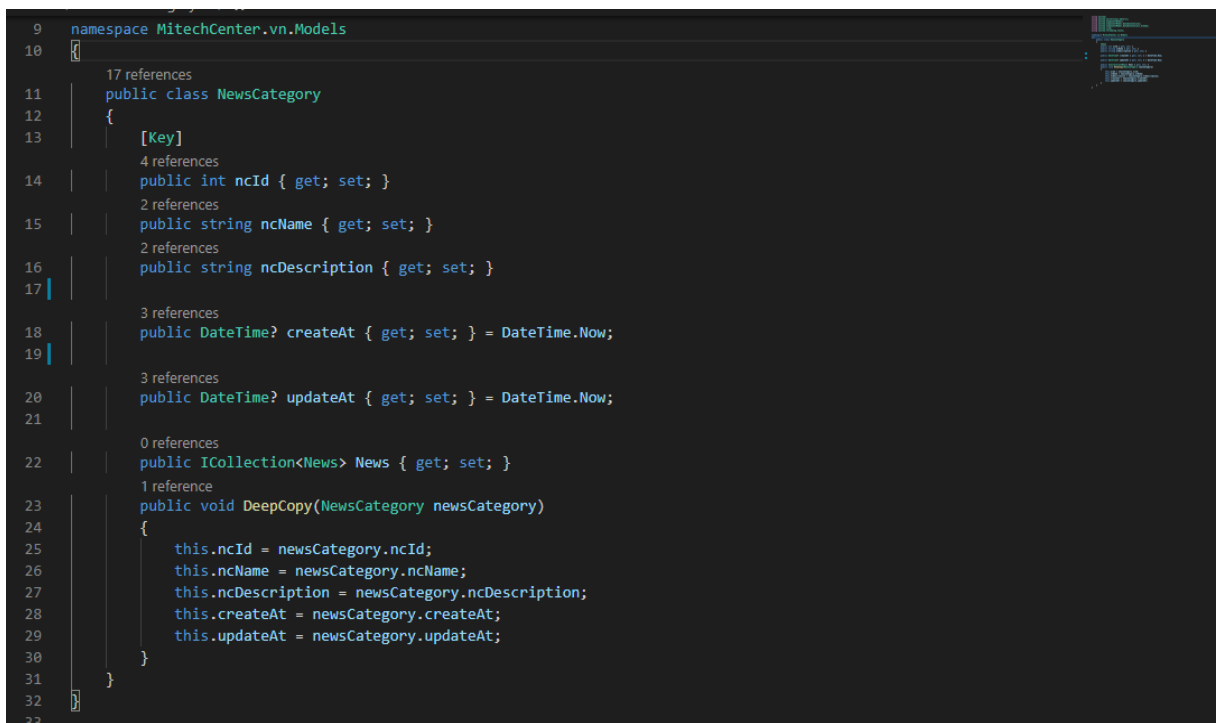 9 namespace MitechCenter.vn.Models
10 {
17 references
11 public class NewsCategory
12 {
13 [Key]
4 references
14 public int ncId { get; set; }
2 references
15 public string ncName { get; set; }
2 references
16 public string ncDescription { get; set; }
17
3 references
18 public DateTime? createAt { get; set; } = DateTime.Now;
19
3 references
20 public DateTime? updateAt { get; set; } = DateTime.Now;
21
0 references
22 public ICollection<News> News { get; set; }
1 reference
23 public void DeepCopy(NewsCategory newsCategory)
24 {
25 this.ncId = newsCategory.ncId;
26 this.ncName = newsCategory.ncName;
27 this.ncDescription = newsCategory.ncDescription;
28 this.createAt = newsCategory.createAt;
29 this.updateAt = newsCategory.updateAt;
30 }
31 }
32 }
33